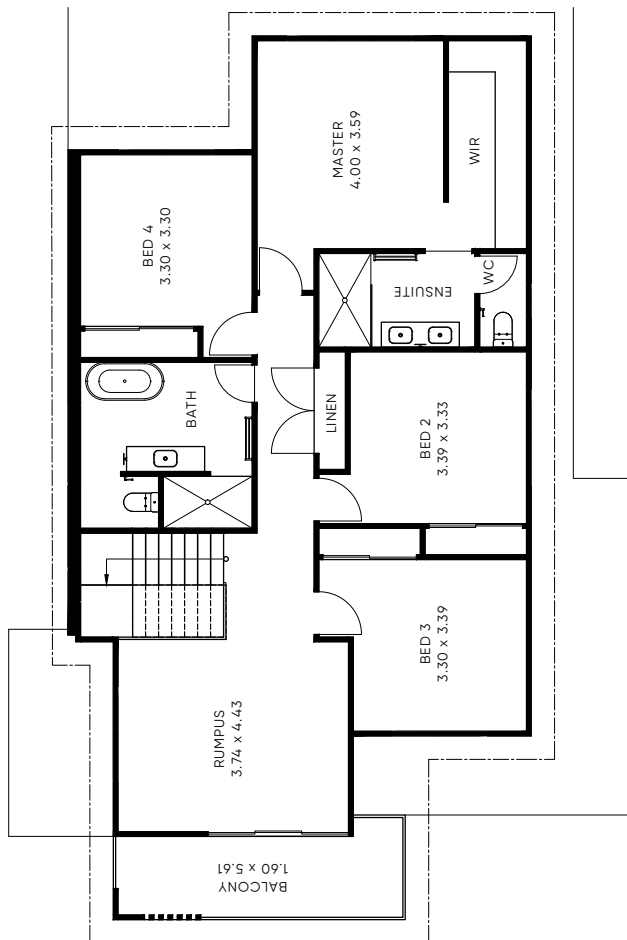 MASTER
4.00 x 3.59
WIR
BED 4
3.30 x 3.30
WC
ENSUITE
BATH
LINEN
BED 2
3.39 x 3.33
BED 3
3.30 x 3.39
RUMPUS
3.74 x 4.43
BALCONY
1.60 x 5.61